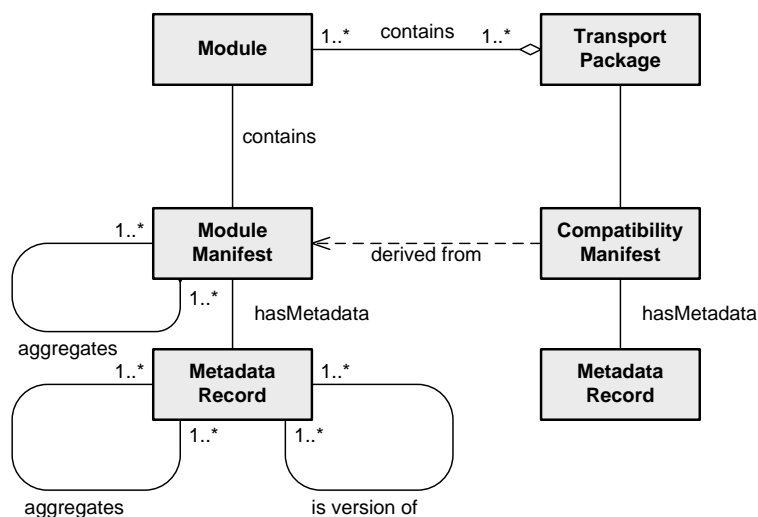 Module
1..*
contains
1..*
Transport
Package
contains
1..*
Module
Manifest
derived from
Compatibility
Manifest
1..*
aggregates
hasMetadata
hasMetadata
1..*
Metadata
Record
1..*
Metadata
Record
1..*
1..*
aggregates
is version of